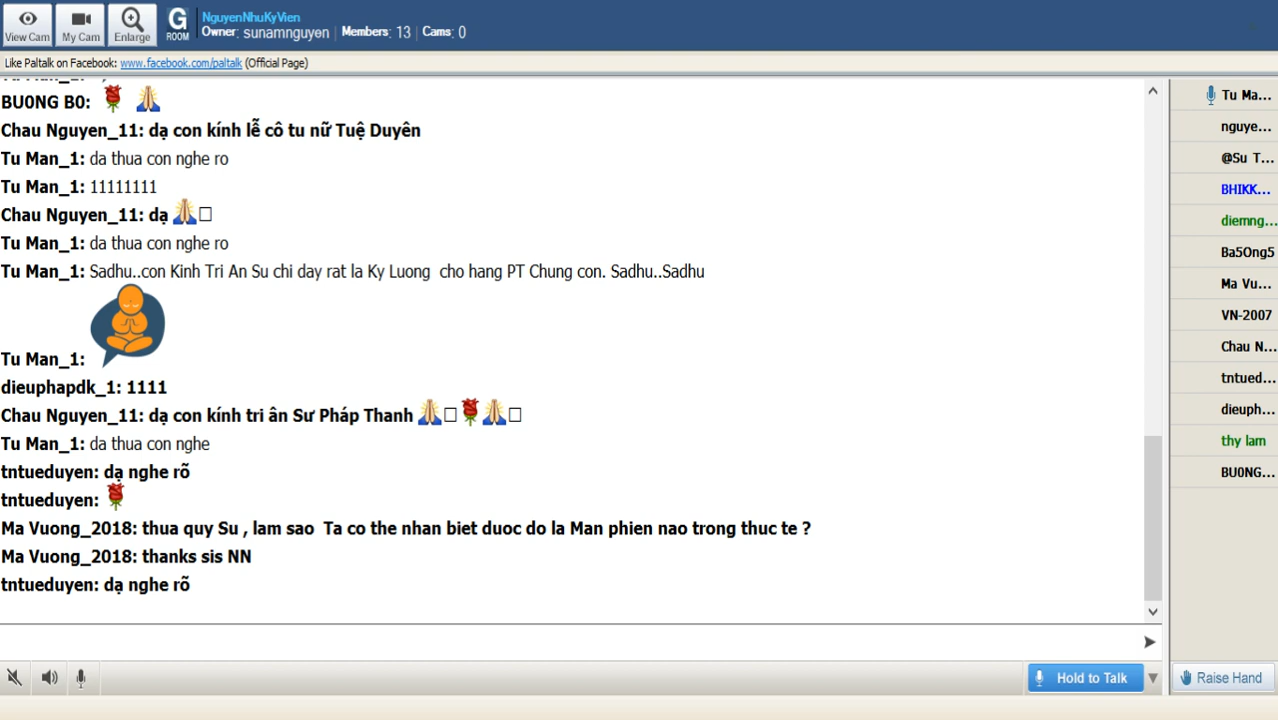 View Cam
My Cam
Enlarge
G
ROOM
NguyenNhuKyVien
Owner: sunamnguyen | Members: 13 | Cams: 0
Like Paltalk on Facebook: www.facebook.com/paltalk (Official Page)
BU0NG B0:
Chau Nguyen_11: dạ con kính lễ cô tu nữ Tuệ Duyên
Tu Man_1: da thua con nghe ro
Tu Man_1: 11111111
Chau Nguyen_11: dạ
Tu Man_1: da thua con nghe ro
Tu Man_1: Sadhu..con Kinh Tri An Su chi day rat la Ky Luong cho hang PT Chung con. Sadhu..Sadhu
Tu Man_1:
dieuphapdk_1: 1111
Chau Nguyen_11: dạ con kính tri ân Sư Pháp Thanh
Tu Man_1: da thua con nghe
tntueduyen: dạ nghe rõ
tntueduyen:
Ma Vuong_2018: thua quy Su , lam sao Ta co the nhan biet duoc do la Man phien nao trong thuc te ?
Ma Vuong_2018: thanks sis NN
tntueduyen: dạ nghe rõ
Tu Ma...
nguye...
@Su T...
BHIKK...
diemng...
Ba5Ong5
Ma Vu...
VN-2007
Chau N...
tntued...
dieuph...
thy lam
BU0NG...
Hold to Talk
Raise Hand